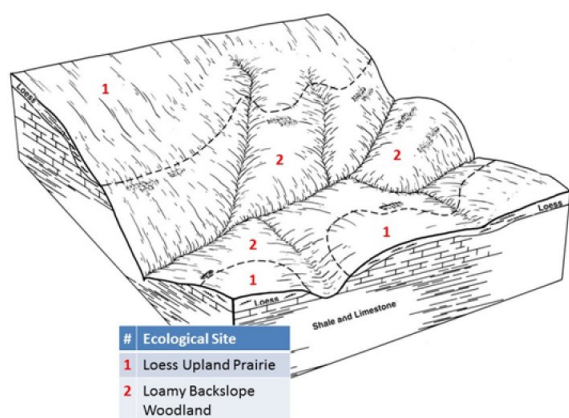 1
Loess
2
2
1
Loess
2
1
Loess
Shale and Limestone
# Ecological Site
1 Loess Upland Prairie
2 Loamy Backslope
Woodland